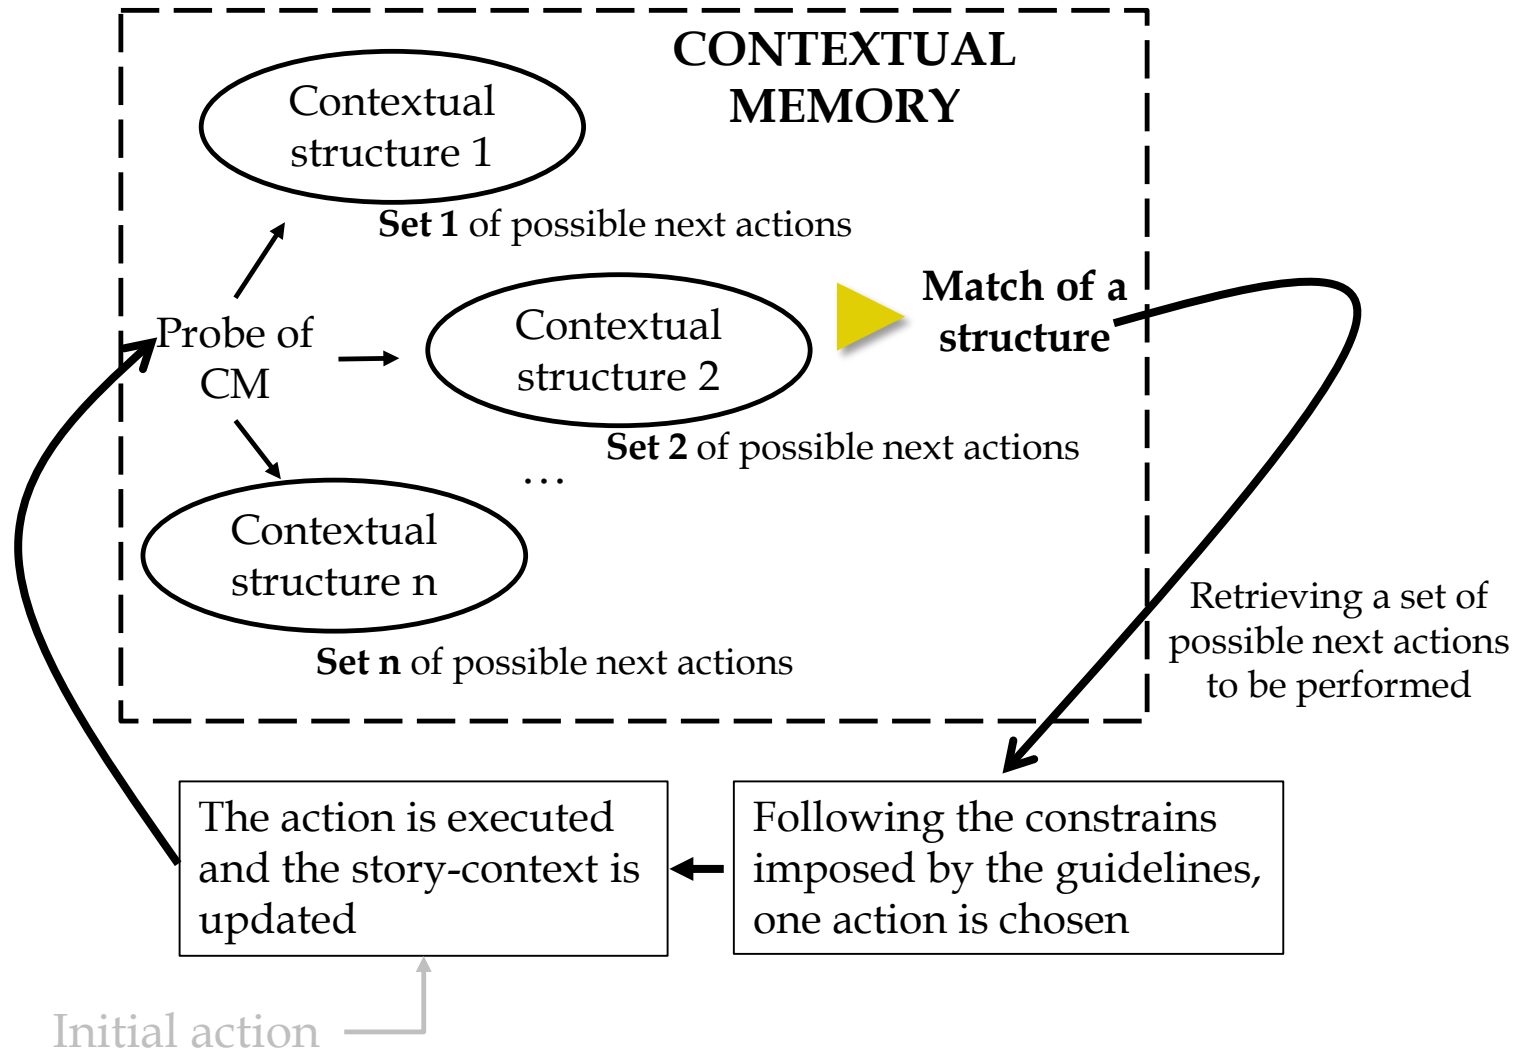 CONTEXTUAL
MEMORY
Contextual
structure 1
Set 1 of possible next actions
Probe of
CM
Contextual
structure 2
Match of a
structure
Set 2 of possible next actions
…
Contextual
structure n
Set n of possible next actions
Retrieving a set of
possible next actions
to be performed
Following the constrains
imposed by the guidelines,
one action is chosen
The action is executed
and the story-context is
updated
Initial action